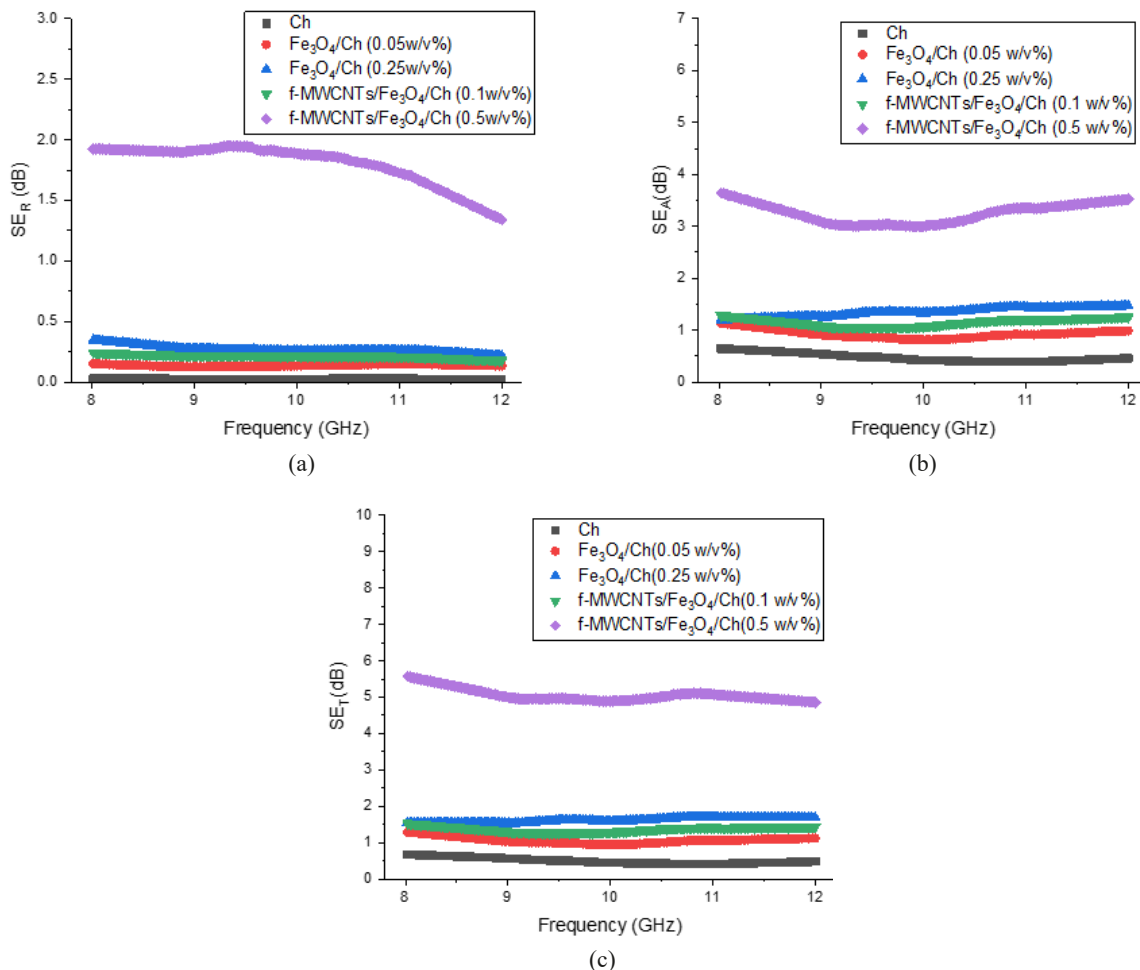 3.0
2.5
2.0
1.5
1.0
0.5
0.0
SE_R (dB)
Ch
Fe₃O₄/Ch (0.05w/v%)
Fe₃O₄/Ch (0.25w/v%)
f-MWCNTs/Fe₃O₄/Ch (0.1w/v%)
f-MWCNTs/Fe₃O₄/Ch (0.5w/v%)
8 9 10 11 12
Frequency (GHz)
(a)
7
6
5
4
3
2
1
0
SE_A(dB)
Ch
Fe₃O₄/Ch (0.05 w/v%)
Fe₃O₄/Ch (0.25 w/v%)
f-MWCNTs/Fe₃O₄/Ch (0.1 w/v%)
f-MWCNTs/Fe₃O₄/Ch (0.5 w/v%)
8 9 10 11 12
Frequency (GHz)
(b)
10
9
8
7
6
5
4
3
2
1
0
SE_T(dB)
Ch
Fe₃O₄/Ch(0.05 w/v%)
Fe₃O₄/Ch(0.25 w/v%)
f-MWCNTs/Fe₃O₄/Ch(0.1 w/v%)
f-MWCNTs/Fe₃O₄/Ch(0.5 w/v%)
8 9 10 11 12
Frequency (GHz)
(c)